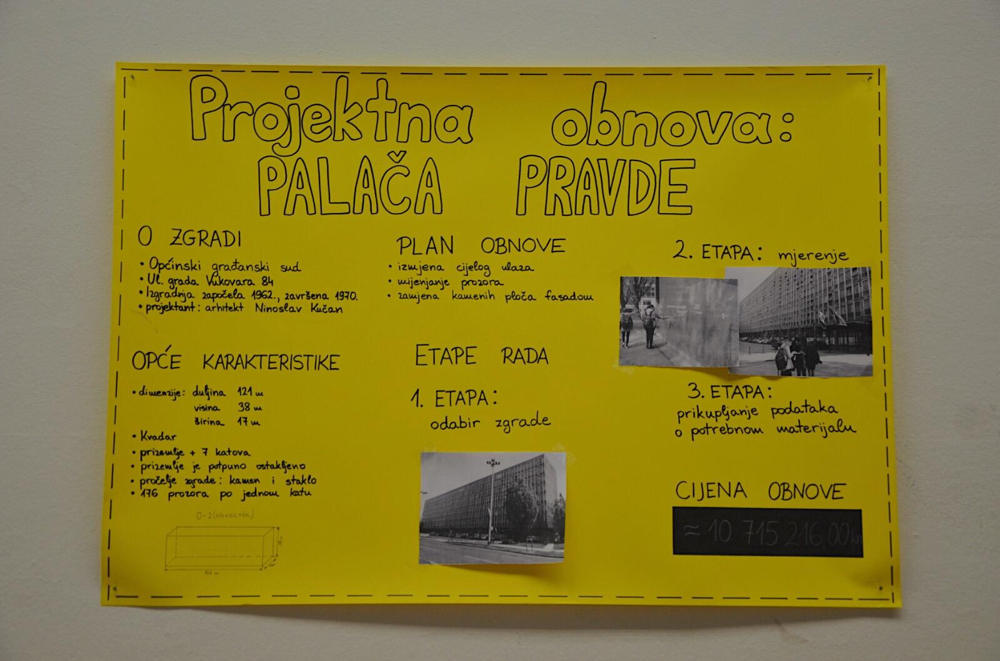 Projektna obnova:
PALAČA PRAVDE
O ZGRADI
• Općinski građanski sud
• Ul. grada Vukovara 84
• Izgradnja započela 1962., završena 1970.
• projektant: arhitekt Ninoslav Kučan
OPĆE KARAKTERISTIKE
• dimenzije: duljina 121 m
visina 38 m
širina 17 m
• Kvadar
• prizemlje + 7 katova
• prizemlje je potpuno ostakljeno
• pročelje zgrade: kamen i staklo
• 176 prozora po jednom katu
O=2(ab+ac+bc)
121 m
PLAN OBNOVE
• izmjena cijelog ulaza
• mijenjanje prozora
• zamjena kamenih ploča fasadom
ETAPE RADA
1. ETAPA:
odabir zgrade
2. ETAPA: mjerenje
3. ETAPA:
prikupljanje podataka
o potrebnom materijalu
CIJENA OBNOVE
≈ 10 715 216,00 kn